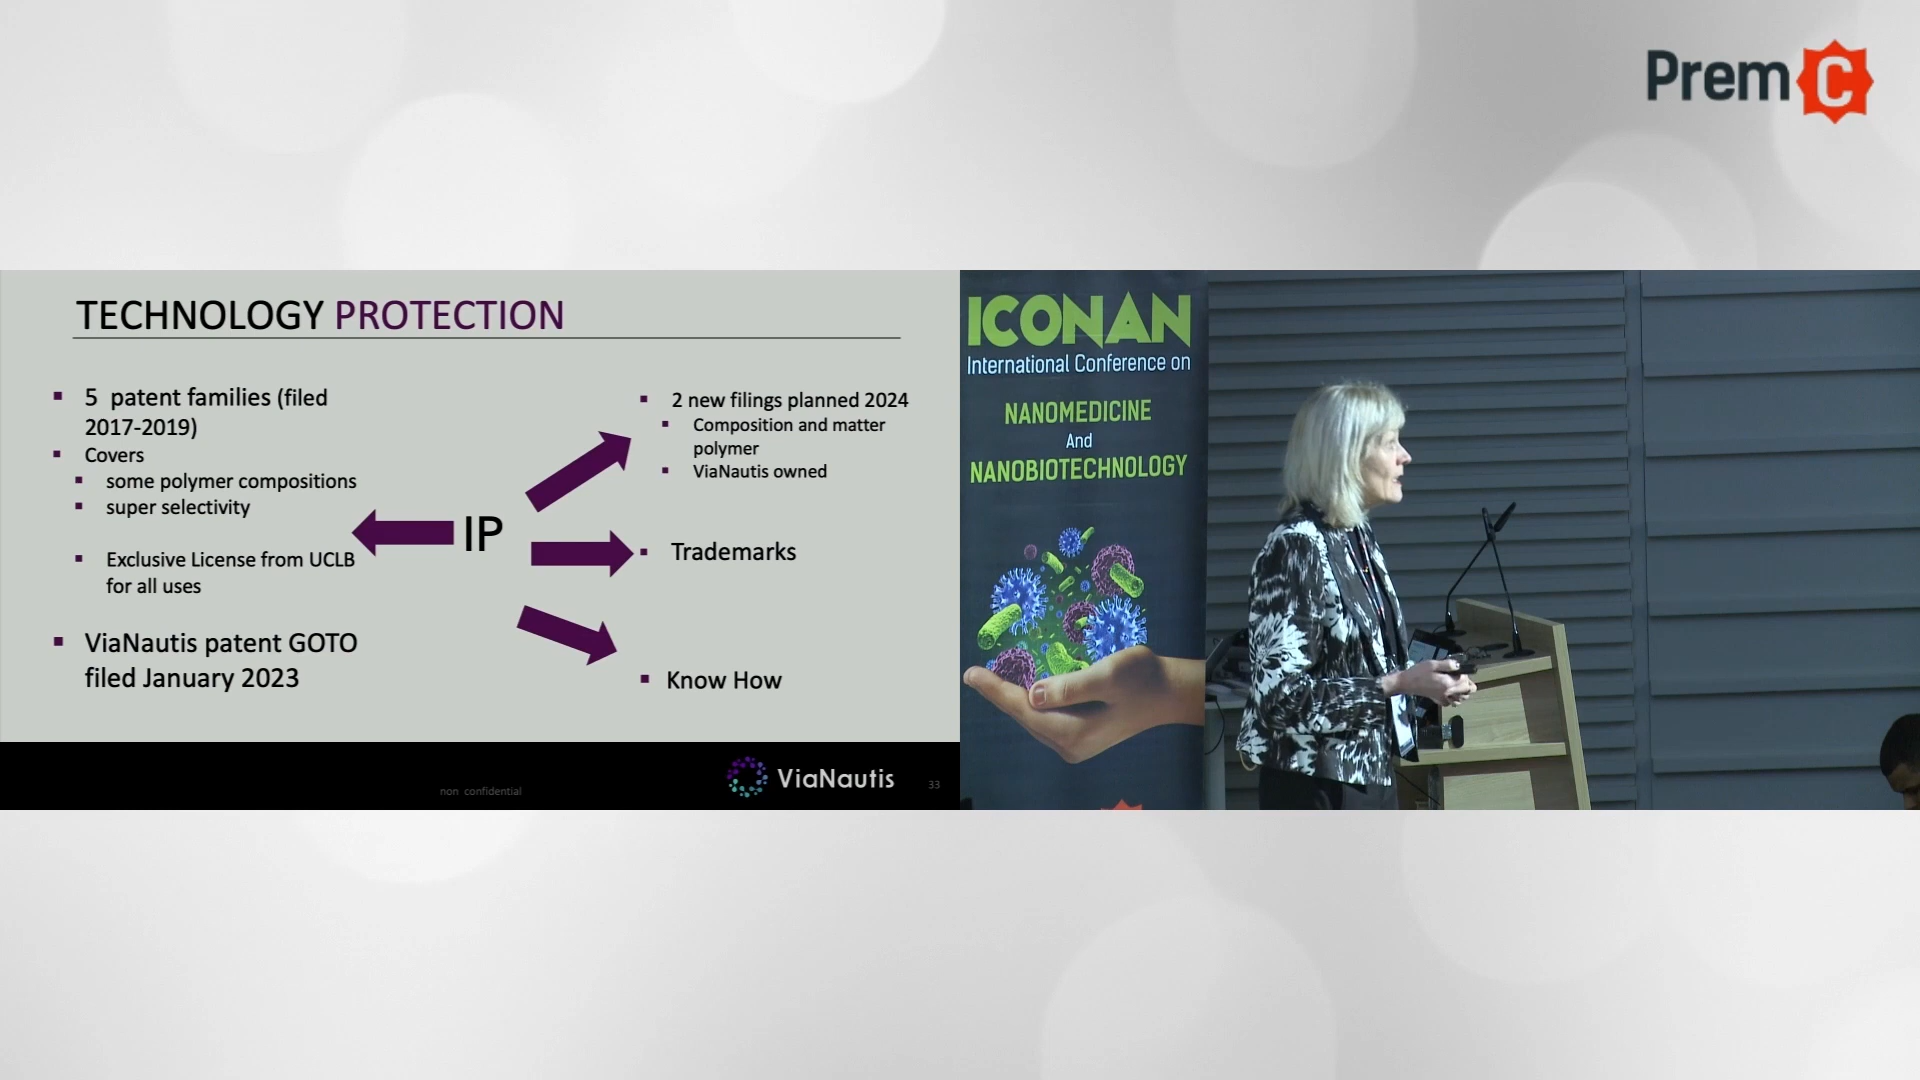 Prem C
TECHNOLOGY PROTECTION
5 patent families (filed
2017-2019)
Covers
some polymer compositions
super selectivity
Exclusive License from UCLB
for all uses
ViaNautis patent GOTO
filed January 2023
IP
2 new filings planned 2024
Composition and matter
polymer
ViaNautis owned
Trademarks
Know How
non confidential
ViaNautis
33
ICONAN
International Conference on
NANOMEDICINE
And
NANOBIOTECHNOLOGY